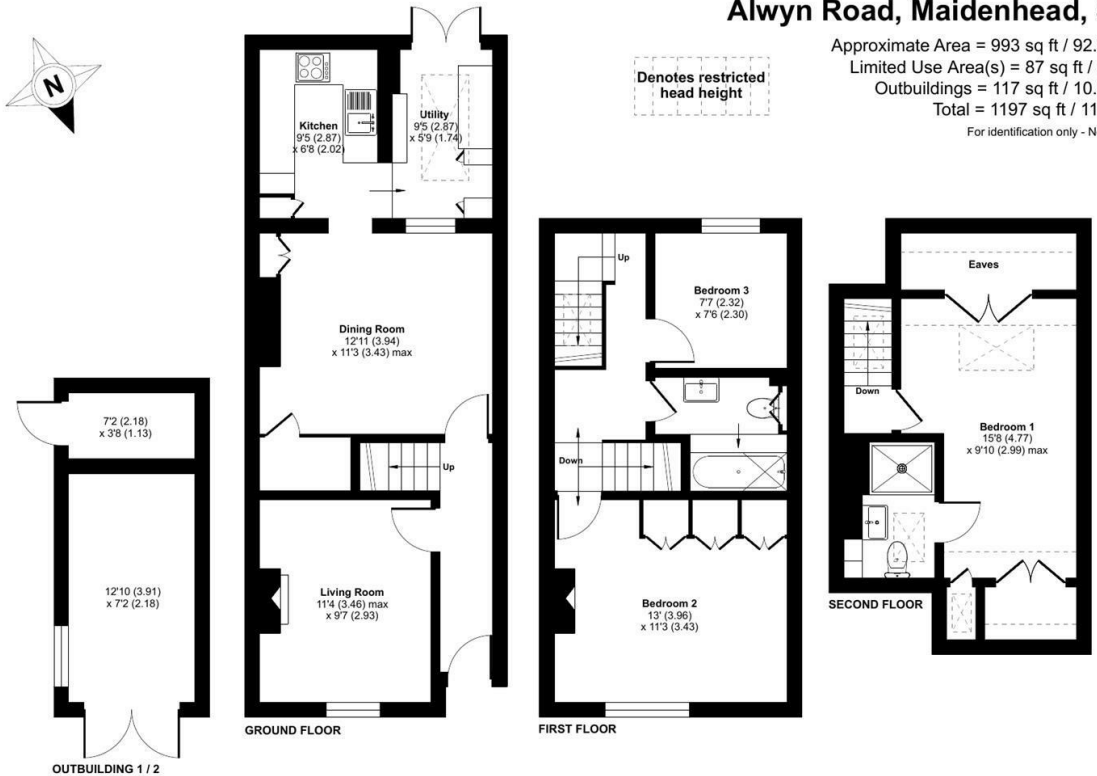 Alwyn Road, Maidenhead,
Approximate Area = 993 sq ft / 92.
Limited Use Area(s) = 87 sq ft /
Outbuildings = 117 sq ft / 10.
Total = 1197 sq ft / 11
For identification only - N
Denotes restricted
head height
N
Kitchen
9'5 (2.87)
x 6'8 (2.02)
Utility
9'5 (2.87)
x 5'9 (1.74)
Dining Room
12'11 (3.94)
x 11'3 (3.43) max
Up
Living Room
11'4 (3.46) max
x 9'7 (2.93)
GROUND FLOOR
7'2 (2.18)
x 3'8 (1.13)
12'10 (3.91)
x 7'2 (2.18)
OUTBUILDING 1 / 2
Up
Bedroom 3
7'7 (2.32)
x 7'6 (2.30)
Down
Bedroom 2
13' (3.96)
x 11'3 (3.43)
FIRST FLOOR
Eaves
Down
Bedroom 1
15'8 (4.77)
x 9'10 (2.99) max
SECOND FLOOR